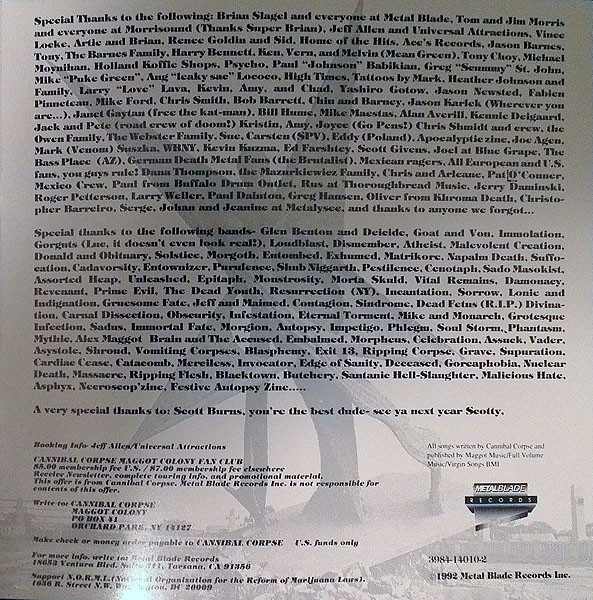 Special Thanks to the following: Brian Slagel and everyone at Metal Blade, Tom and Jim Morris
and everyone at Morrisound (Thanks Super Brian), Jeff Allen and Universal Attractions, Vince
Locke, Artie and Brian, Renee Goldin and Sid, Home of the Hits, Ace's Records, Jason Barnes,
Tony, The Barnes Family, Harry Bennett, Ken, Vern, and Melvin (Mean Green), Tony Choy, Michael
Moynihan, Holland Koffie Shops, Psycho, Paul "Johnson" Babikian, Greg "Scummy" St. John,
Mike "Puke Green", Ang "leaky sac" Lococo, High Times, Tattoos by Mark, Heather Johnson and
Family, Larry "Love" Lava, Kevin, Amy, and Chad, Yashiro Gotow, Jason Newsted, Fabien
Pinneteau, Mike Ford, Chris Smith, Bob Barrett, Chin and Barney, Jason Karlek (Wherever you
are...), Janet Gaytan (free the kat-man), Bill Hume, Mike Maestas, Alan Averill, Kennie Deigaard,
Jack and Pete (road crew of doom!) Kristin, Amy, Joyce (Go Pens!) Chris Shmidt and crew, the
Owen Family, The Webster Family, Sue, Carsten (SPV), Eddy (Poland), Apocalypticzine, Joe Agen,
Mark (Venom) Suszka, WBNY, Kevin Kuzma, Ed Farshtey, Scott Givens, Joel at Blue Grape, The
Bass Place (AZ), German Death Metal Fans (the Brutalist), Mexican ragers, All European and U.S.
fans, you guys rule! Dana Thompson, the Mazurkiewicz Family, Chris and Arleane, Pat O'Conner,
Mexico Crew, Paul from Buffalo Drum Outlet, Rus at Thoroughbread Music, Jerry Daminski,
Roger Petterson, Larry Weller, Paul Dainton, Greg Hansen, Oliver from Khroma Death, Christo-
pher Barreiro, Serge, Johan and Jeanine at Metalysee, and thanks to anyone we forgot...
Special thanks to the following bands- Glen Benton and Deicide, Goat and Von, Immolation,
Gorguts (Luc, it doesn't even look real!), Loudblast, Dismember, Atheist, Malevolent Creation,
Donald and Obituary, Solstice, Morgoth, Entombed, Exhumed, Matrikore, Napalm Death, Suffo-
cation, Cadavorsity, Entowmizer, Purulence, Shub Niggarth, Pestilence, Cenotaph, Sado Masokist,
Assorted Heap, Unleashed, Epitaph, Monstrosity, Morta Skuld, Vital Remains, Damonacy,
Revenant, Prime Evil, The Dead Youth, Resurrection (NY), Incantation, Sorrow, Lonic and
Indignation, Gruesome Fate, Jeff and Maimed, Contagion, Sindrome, Dead Fetus (R.I.P.) Divina-
tion, Carnal Dissection, Obscurity, Infestation, Eternal Torment, Mike and Monarch, Grotesque
Infection, Sadus, Immortal Fate, Morgion, Autopsy, Impetigo, Phlegm, Soul Storm, Phantasm,
Mythic, Alex Maggot Brain and The Accused, Embalmed, Morpheus, Celebration, Assuck, Vader,
Asystole, Shroud, Vomiting Corpses, Blasphemy, Exit 13, Ripping Corpse, Grave, Supuration,
Cardiac Cease, Catacomb, Merciless, Invocator, Edge of Sanity, Deceased, Goreaphobia, Nuclear
Death, Massacre, Ripping Flesh, Blacktown, Butchery, Santanic Hell-Slaughter, Malicious Hate,
Asphyx, Necroscop'zine, Festive Autopsy Zine.....
A very special thanks to: Scott Burns, you're the best dude- see ya next year Scotty,
Booking Info- Jeff Allen/Universal Attractions
CANNIBAL CORPSE MAGGOT COLONY FAN CLUB
$5.00 membership fee U.S. / $7.00 membership fee elsewhere
Receive Newsletter, complete touring info, and promotional material,
This offer is from Cannibal Corpse, Metal Blade Records Inc. is not responsible for
contents of this offer.
Write to: CANNIBAL CORPSE
MAGGOT COLONY
PO BOX 41
ORCHARD PARK, NY 14127
Make check or money order payable to CANNIBAL CORPSE U.S. funds only
For more info. write to: Metal Blade Records
18653 Ventura Blvd. Suite 311, Tarzana, CA 91356
Support N.O.R.M.L. (National Organisation for the Reform of Marijuana Laws),
1636 R. Street N.W. Washington, DC 20009
All songs written by Cannibal Corpse and
published by Maggot Music/Full Volume
Music/Virgin Songs BMI
METAL BLADE
RECORDS
3984-14010-2
©1992 Metal Blade Records Inc.